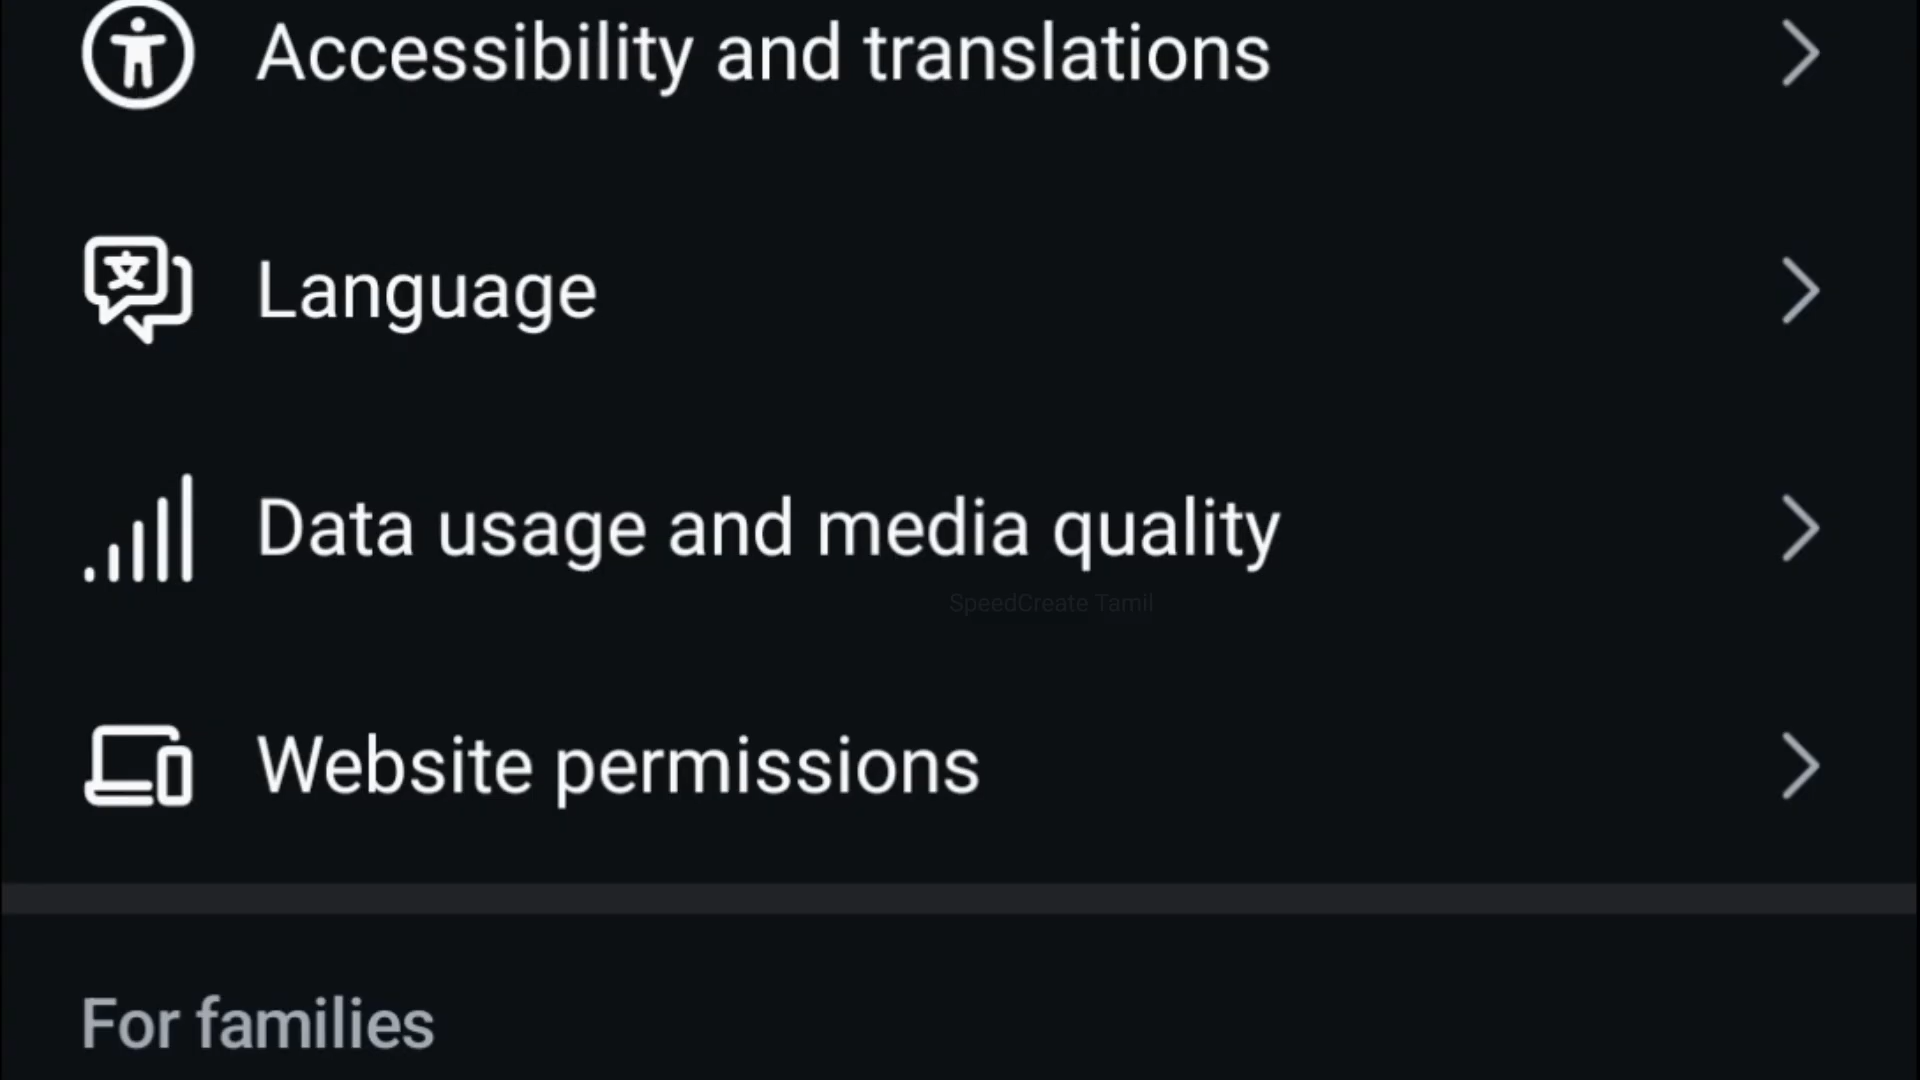 Accessibility and translations
Language
Data usage and media quality
SpeedCreate Tamil
Website permissions
For families